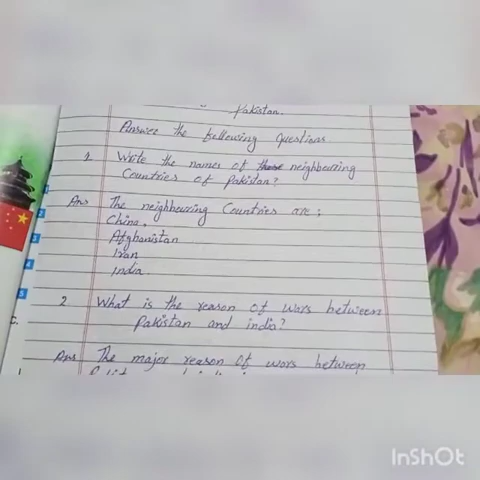 Pakistan.
Answer the following questions
1 Write the names of these neighbouring
Countries of Pakistan?
Ans The neighbouring Countries are;
China,
Afghanistan
Iran
India
2 What is the reason of wars between
Pakistan and india?
Ans The major reason of wars between
InShOt